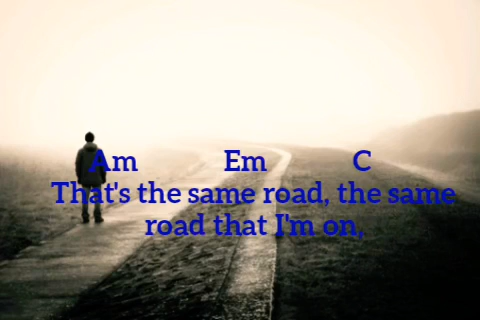 Am Em C
That's the same road, the same
road that I'm on,